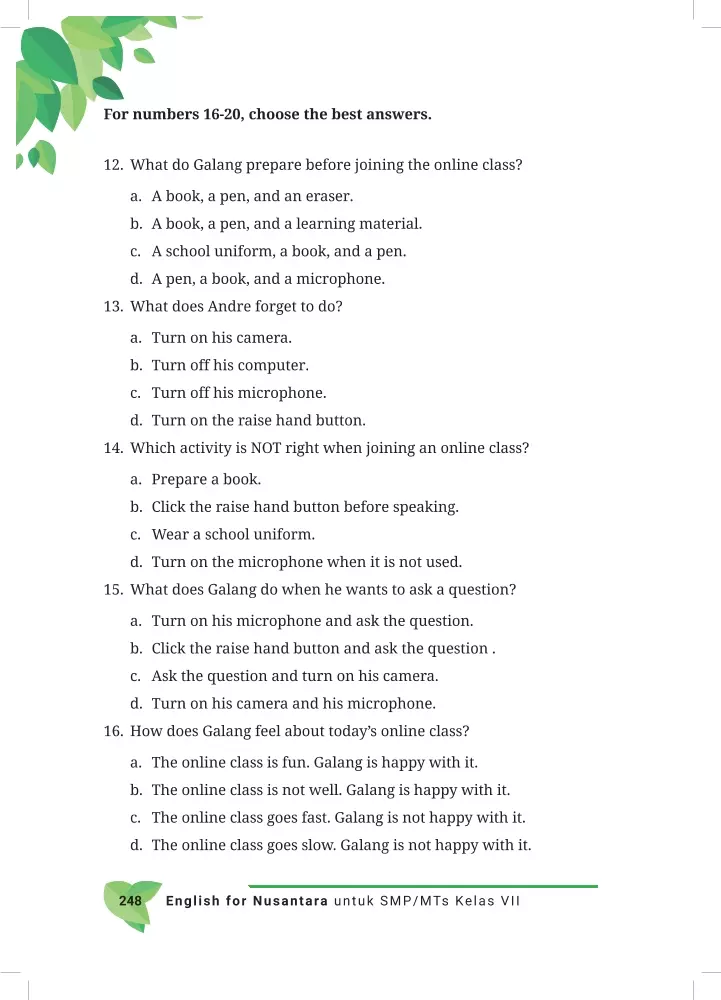 For numbers 16-20, choose the best answers.
12. What do Galang prepare before joining the online class?
a. A book, a pen, and an eraser.
b. A book, a pen, and a learning material.
c. A school uniform, a book, and a pen.
d. A pen, a book, and a microphone.
13. What does Andre forget to do?
a. Turn on his camera.
b. Turn off his computer.
c. Turn off his microphone.
d. Turn on the raise hand button.
14. Which activity is NOT right when joining an online class?
a. Prepare a book.
b. Click the raise hand button before speaking.
c. Wear a school uniform.
d. Turn on the microphone when it is not used.
15. What does Galang do when he wants to ask a question?
a. Turn on his microphone and ask the question.
b. Click the raise hand button and ask the question .
c. Ask the question and turn on his camera.
d. Turn on his camera and his microphone.
16. How does Galang feel about today’s online class?
a. The online class is fun. Galang is happy with it.
b. The online class is not well. Galang is happy with it.
c. The online class goes fast. Galang is not happy with it.
d. The online class goes slow. Galang is not happy with it.
248 English for Nusantara untuk SMP/MTs Kelas VII